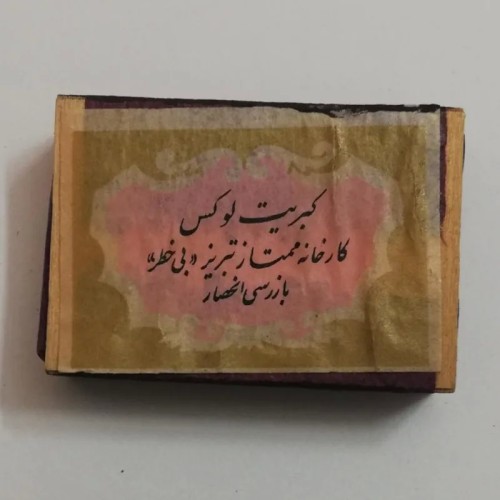 کبریت لوکس
کارخانه ممتاز تبریز «بی خطر»
بازرسی انحصار